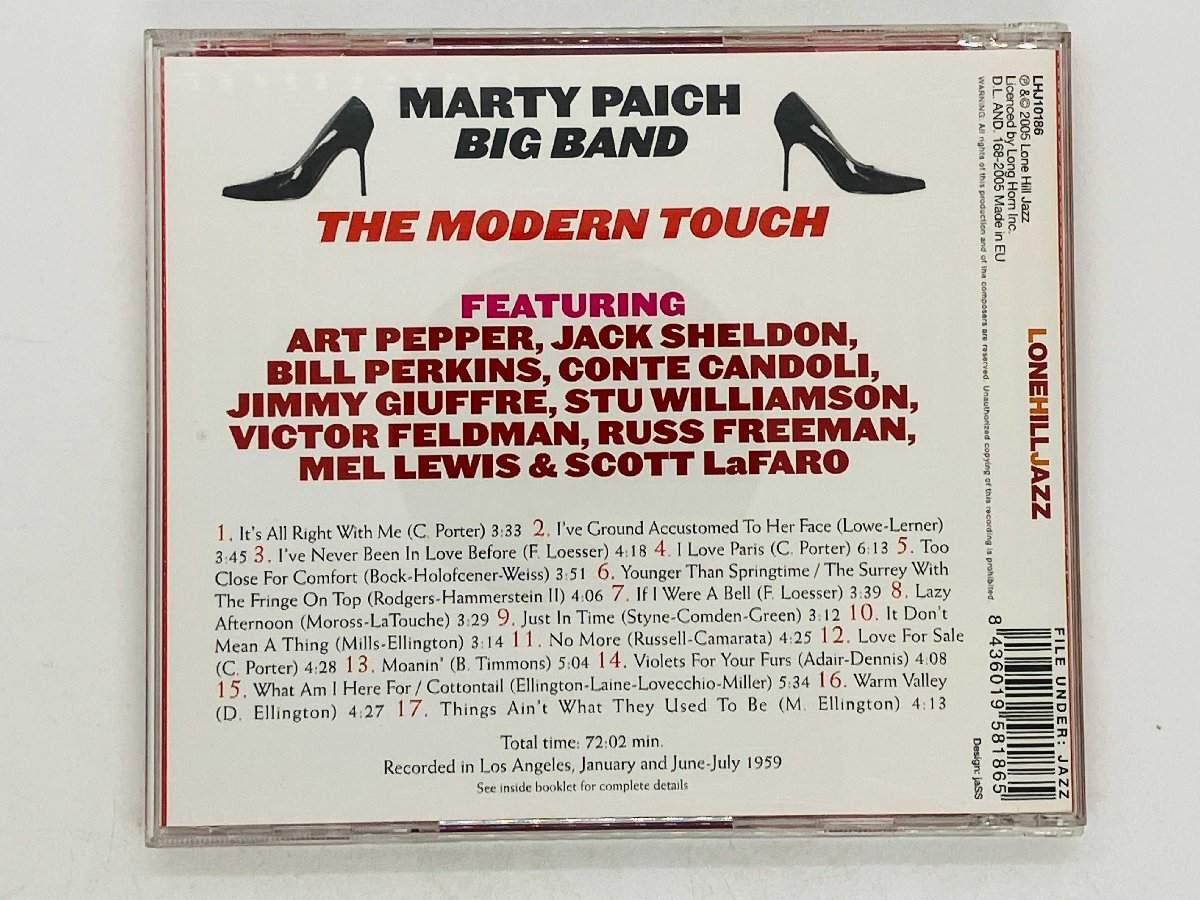 MARTY PAICH
BIG BAND
THE MODERN TOUCH
FEATURING
ART PEPPER, JACK SHELDON,
BILL PERKINS, CONTE CANDOLI,
JIMMY GIUFFRE, STU WILLIAMSON,
VICTOR FELDMAN, RUSS FREEMAN,
MEL LEWIS & SCOTT LaFARO
1. It's All Right With Me (C. Porter) 3:33 2. I've Ground Accustomed To Her Face (Lowe-Lerner)
3:45 3. I've Never Been In Love Before (F. Loesser) 4:18 4. I Love Paris (C. Porter) 6:13 5. Too
Close For Comfort (Bock-Holofcener-Weiss) 3:51 6. Younger Than Springtime / The Surrey With
The Fringe On Top (Rodgers-Hammerstein II) 4:06 7. If I Were A Bell (F. Loesser) 3:39 8. Lazy
Afternoon (Moross-LaTouche) 3:29 9. Just In Time (Styne-Comden-Green) 3:12 10. It Don't
Mean A Thing (Mills-Ellington) 3:14 11. No More (Russell-Camarata) 4:25 12. Love For Sale
(C. Porter) 4:28 13. Moanin' (B. Timmons) 5:04 14. Violets For Your Furs (Adair-Dennis) 4:08
15. What Am I Here For / Cottontail (Ellington-Laine-Lovecchio-Miller) 5:34 16. Warm Valley
(D. Ellington) 4:27 17. Things Ain't What They Used To Be (M. Ellington) 4:13
Total time: 72:02 min.
Recorded in Los Angeles, January and June-July 1959
See inside booklet for complete details
LHJ10186
℗ & © 2005 Lone Hill Jazz
Licenced by Long Horn Inc.
D.L. AND. 168-2005 Made in EU
WARNING: All rights of this production and of the composers are reserved. Unauthorized copying of this recording is prohibited
LONEHILLJAZZ
8 436019 581865
FILE UNDER: JAZZ
Design: jaSS